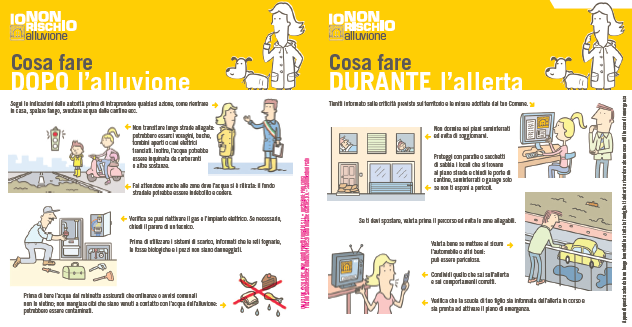 IO NON
RISCHIO
alluvione
Cosa fare
DOPO l'alluvione
Segui le indicazioni delle autorità prima di intraprendere qualsiasi azione, come rientrare
in casa, spalare fango, svuotare acqua dalle cantine ecc.
Non transitare lungo strade allagate:
potrebbero esserci voragini, buche,
tombini aperti o cavi elettrici
tranciati. Inoltre, l'acqua potrebbe
essere inquinata da carburanti
o altre sostanze.
Fai attenzione anche alle zone dove l'acqua si è ritirata: il fondo
stradale potrebbe essere indebolito e cedere.
Verifica se puoi riattivare il gas e l'impianto elettrico. Se necessario,
chiedi il parere di un tecnico.
Prima di utilizzare i sistemi di scarico, informati che le reti fognarie,
le fosse biologiche e i pozzi non siano danneggiati.
Prima di bere l'acqua dal rubinetto assicurati che ordinanze o avvisi comunali
non lo vietino; non mangiare cibi che siano venuti a contatto con l'acqua dell'alluvione:
potrebbero essere contaminati.
IO NON
RISCHIO
alluvione
Cosa fare
DURANTE l'allerta
Tieniti informato sulle criticità previste sul territorio e le misure adottate dal tuo Comune.
Non dormire nei piani seminterrati
ed evita di soggiornarvi.
Proteggi con paratie o sacchetti
di sabbia i locali che si trovano
al piano strada e chiudi le porte di
cantine, seminterrati o garage solo
se non ti esponi a pericoli.
Se ti devi spostare, valuta prima il percorso ed evita le zone allagabili.
Valuta bene se mettere al sicuro
l'automobile o altri beni:
può essere pericoloso.
Condividi quello che sai sull'allerta
e sui comportamenti corretti.
Verifica che la scuola di tuo figlio sia informata dell'allerta in corso e
sia pronta ad attivare il piano di emergenza.